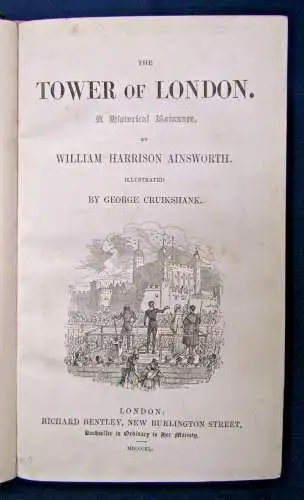 THE
TOWER OF LONDON.
A Historical Romance.
BY
WILLIAM HARRISON AINSWORTH.
ILLUSTRATED
BY GEORGE CRUIKSHANK.
LONDON:
RICHARD BENTLEY, NEW BURLINGTON STREET,
Publisher in Ordinary to Her Majesty.
MDCCCXL.